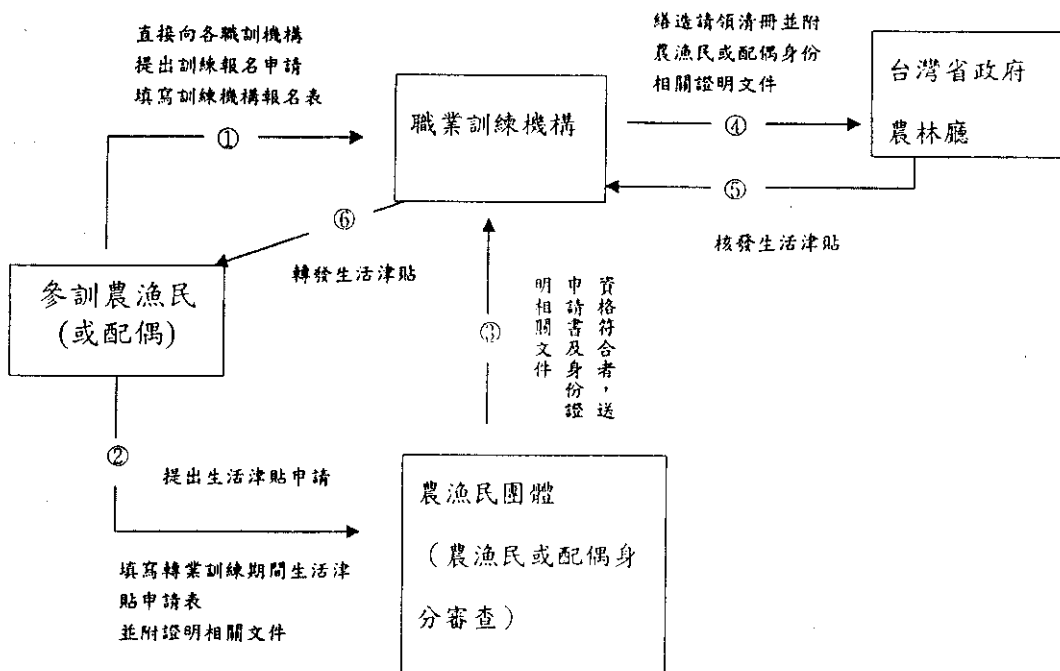 直接向各職訓機構
提出訓練報名申請
填寫訓練機構報名表
①
職業訓練機構
繕造請領清冊並附
農漁民或配偶身份
相關證明文件
④
台灣省政府
農林廳
⑤
核發生活津貼
⑥
轉發生活津貼
參訓農漁民
(或配偶)
③
資格符合者，送
申請書及身份證
明相關文件
②
提出生活津貼申請
填寫轉業訓練期間生活津
貼申請表
並附證明相關文件
農漁民團體
（農漁民或配偶身
分審查）